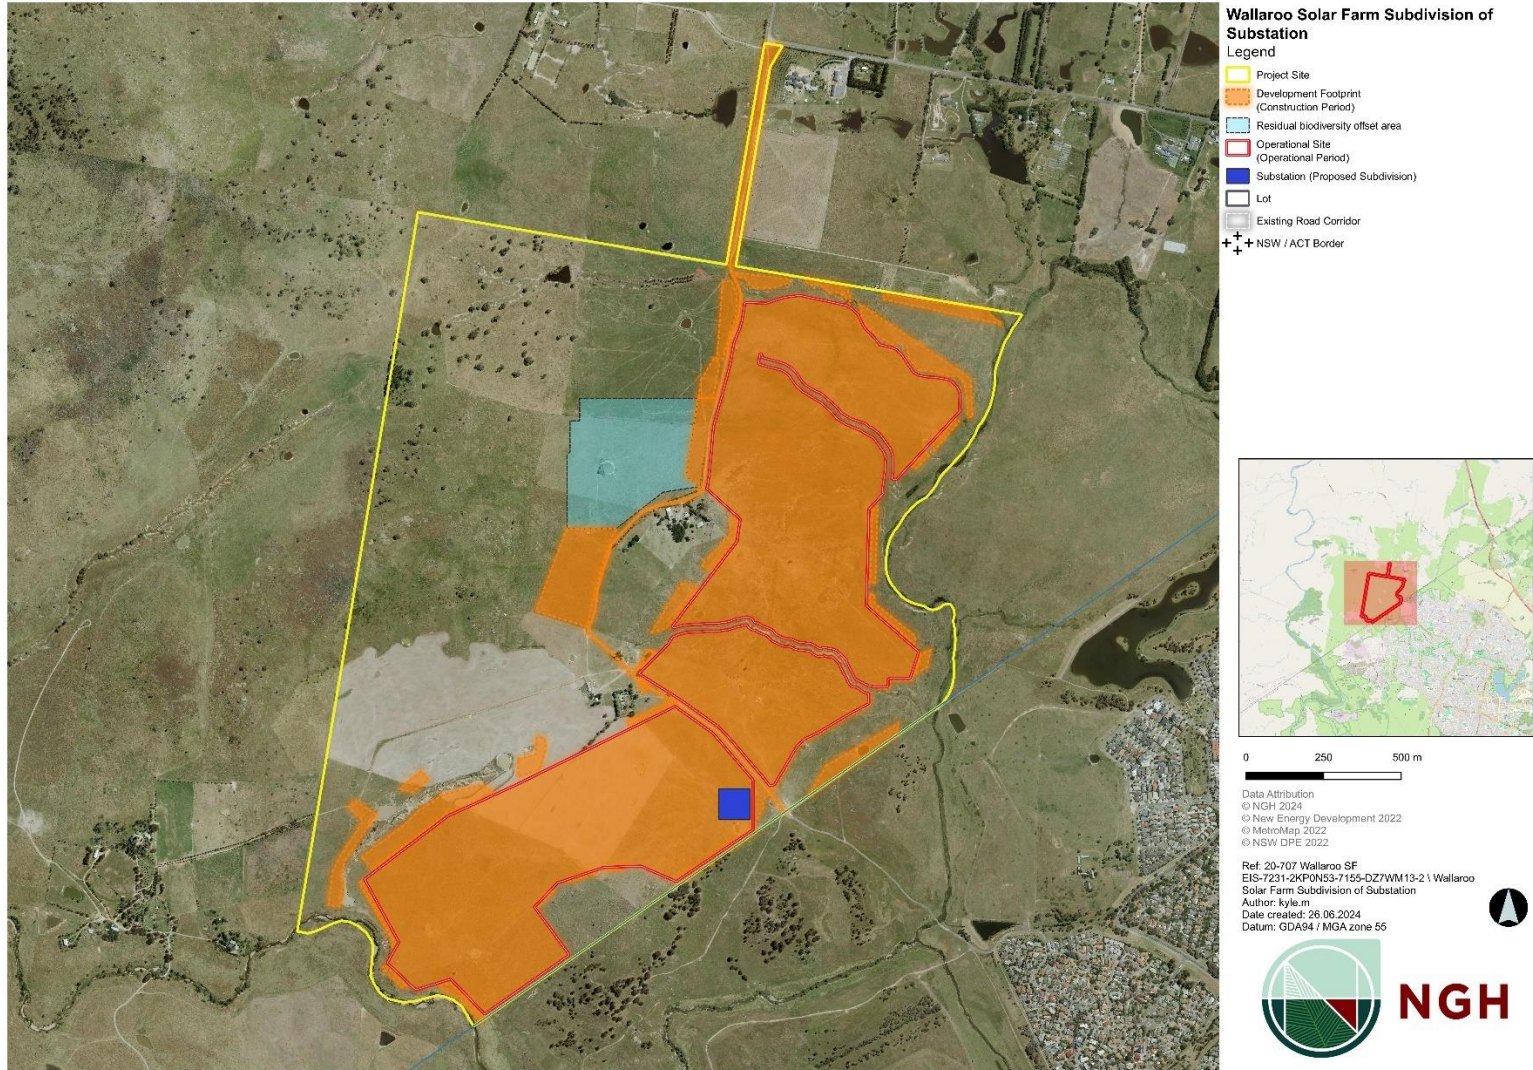 Wallaroo Solar Farm Subdivision of
Substation
Legend
Project Site
Development Footprint
(Construction Period)
Residual biodiversity offset area
Operational Site
(Operational Period)
Substation (Proposed Subdivision)
Lot
Existing Road Corridor
NSW / ACT Border
0 250 500 m
Data Attribution
© NGH 2024
© New Energy Development 2022
© MetroMap 2022
© NSW DPE 2022
Ref: 20-707 Wallaroo SF
EIS-7231-2KP0N53-7155-DZ7WM13-2 \ Wallaroo
Solar Farm Subdivision of Substation
Author: kyle.m
Date created: 26.06.2024
Datum: GDA94 / MGA zone 55
NGH